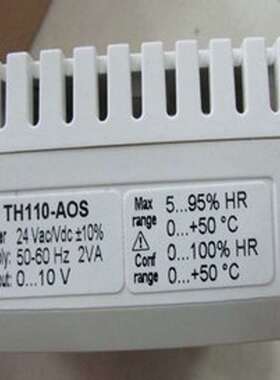 TH110-AOS
24 Vac/Vdc ±10%
50-60 Hz 2VA
0...10 V
Max range
5...95% HR
0...+50 °C
Conf range
0...100% HR
0...+50 °C